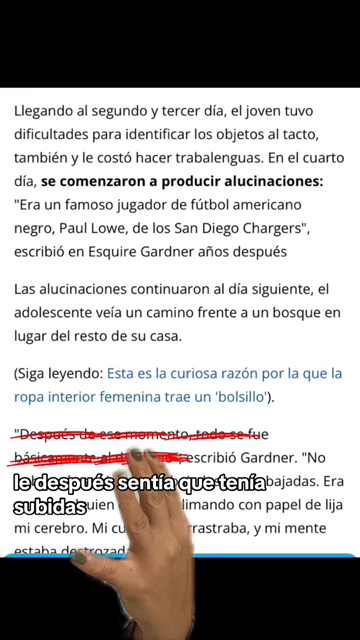 Llegando al segundo y tercer día, el joven tuvo
dificultades para identificar los objetos al tacto,
también y le costó hacer trabalenguas. En el cuarto
día, se comenzaron a producir alucinaciones:
"Era un famoso jugador de fútbol americano
negro, Paul Lowe, de los San Diego Chargers",
escribió en Esquire Gardner años después
Las alucinaciones continuaron al día siguiente, el
adolescente veía un camino frente a un bosque en
lugar del resto de su casa.
(Siga leyendo: Esta es la curiosa razón por la que la
ropa interior femenina trae un 'bolsillo').
"Después de ese momento, todo se fue
básicamente al escribió Gardner. "No
le después sentía que tenía
subidas
bajadas. Era
limando con papel de lija
mi cerebro. Mi rrastraba, y mi mente
estaba